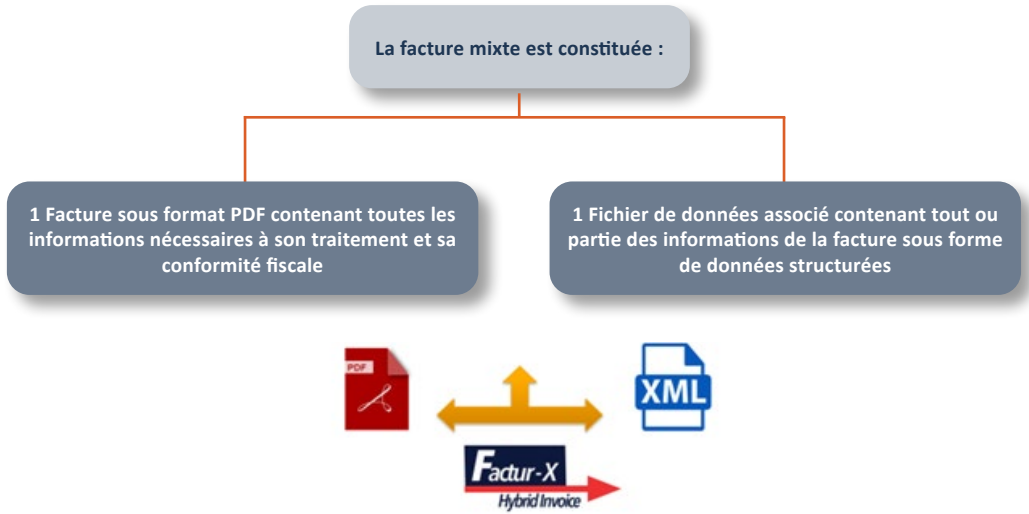 La facture mixte est constituée :
1 Facture sous format PDF contenant toutes les
informations nécessaires à son traitement et sa
conformité fiscale
1 Fichier de données associé contenant tout ou
partie des informations de la facture sous forme
de données structurées
PDF
XML
Factur-X
Hybrid Invoice